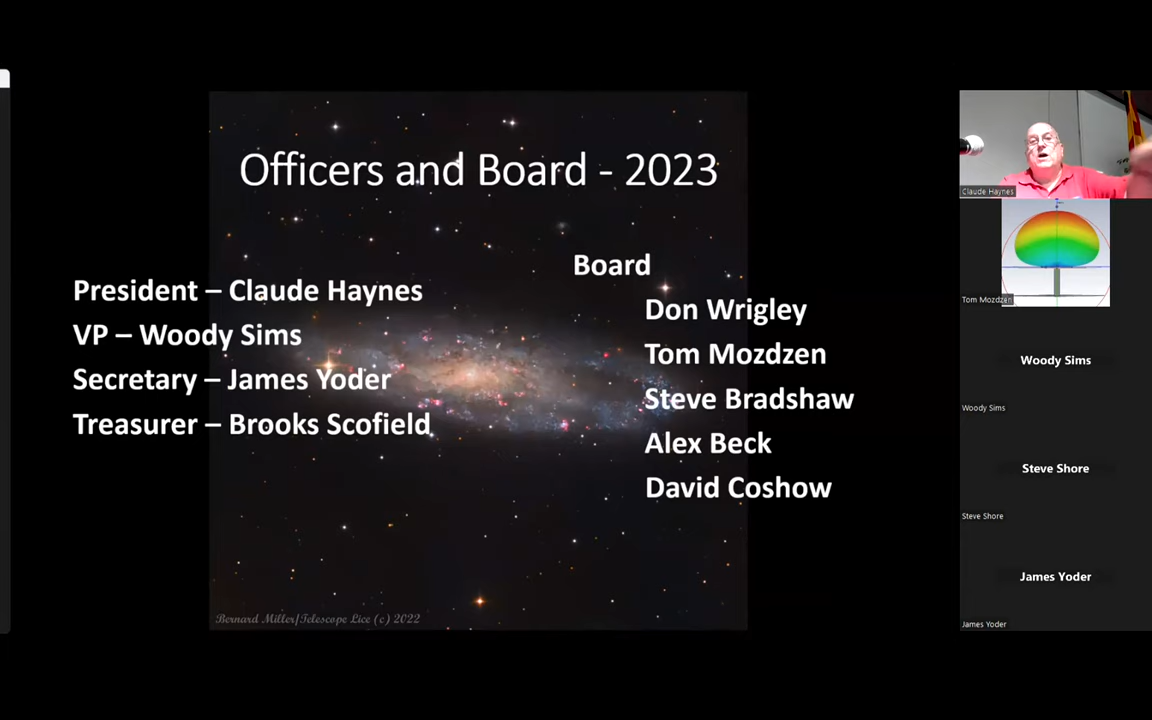 Officers and Board - 2023
President – Claude Haynes
VP – Woody Sims
Secretary – James Yoder
Treasurer – Brooks Scofield
Board
Don Wrigley
Tom Mozdzen
Steve Bradshaw
Alex Beck
David Coshow
Bernard Miller/Telescope Live (c) 2022
Claude Haynes
Tom Mozdzen
Woody Sims
Woody Sims
Steve Shore
Steve Shore
James Yoder
James Yoder